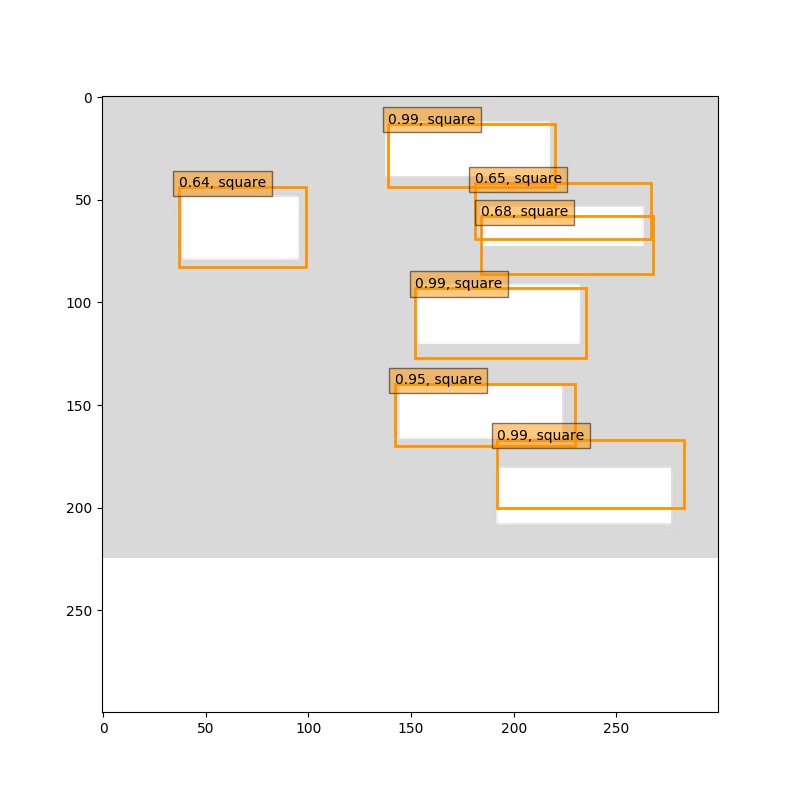 0
0.99, square
0.65, square
0.64, square
50
0.68, square
0.99, square
100
0.95, square
150
0.99, square
200
250
0 50 100 150 200 250